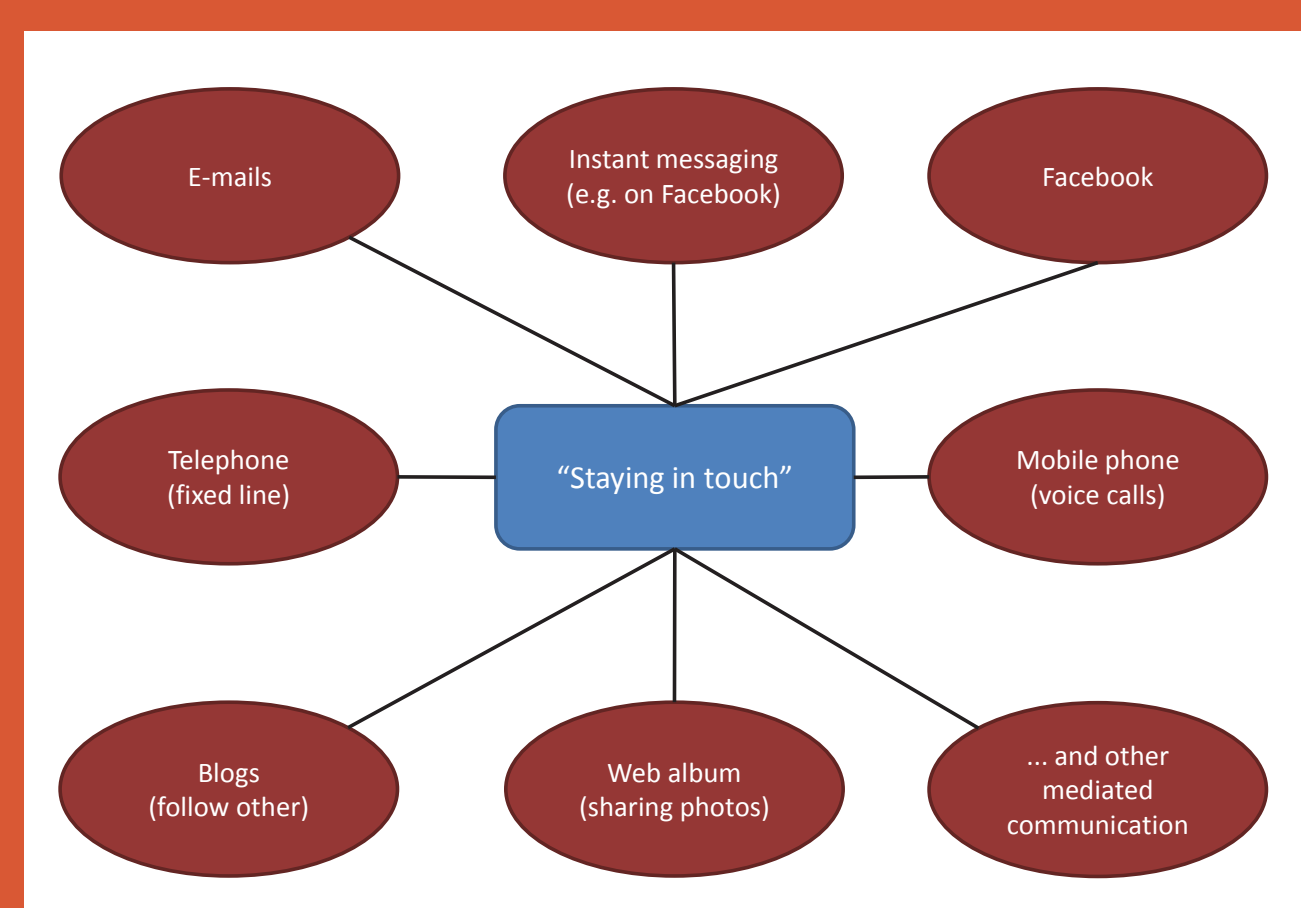 E-mails
Instant messaging
(e.g. on Facebook)
Facebook
Telephone
(fixed line)
“Staying in touch”
Mobile phone
(voice calls)
Blogs
(follow other)
Web album
(sharing photos)
... and other
mediated
communication